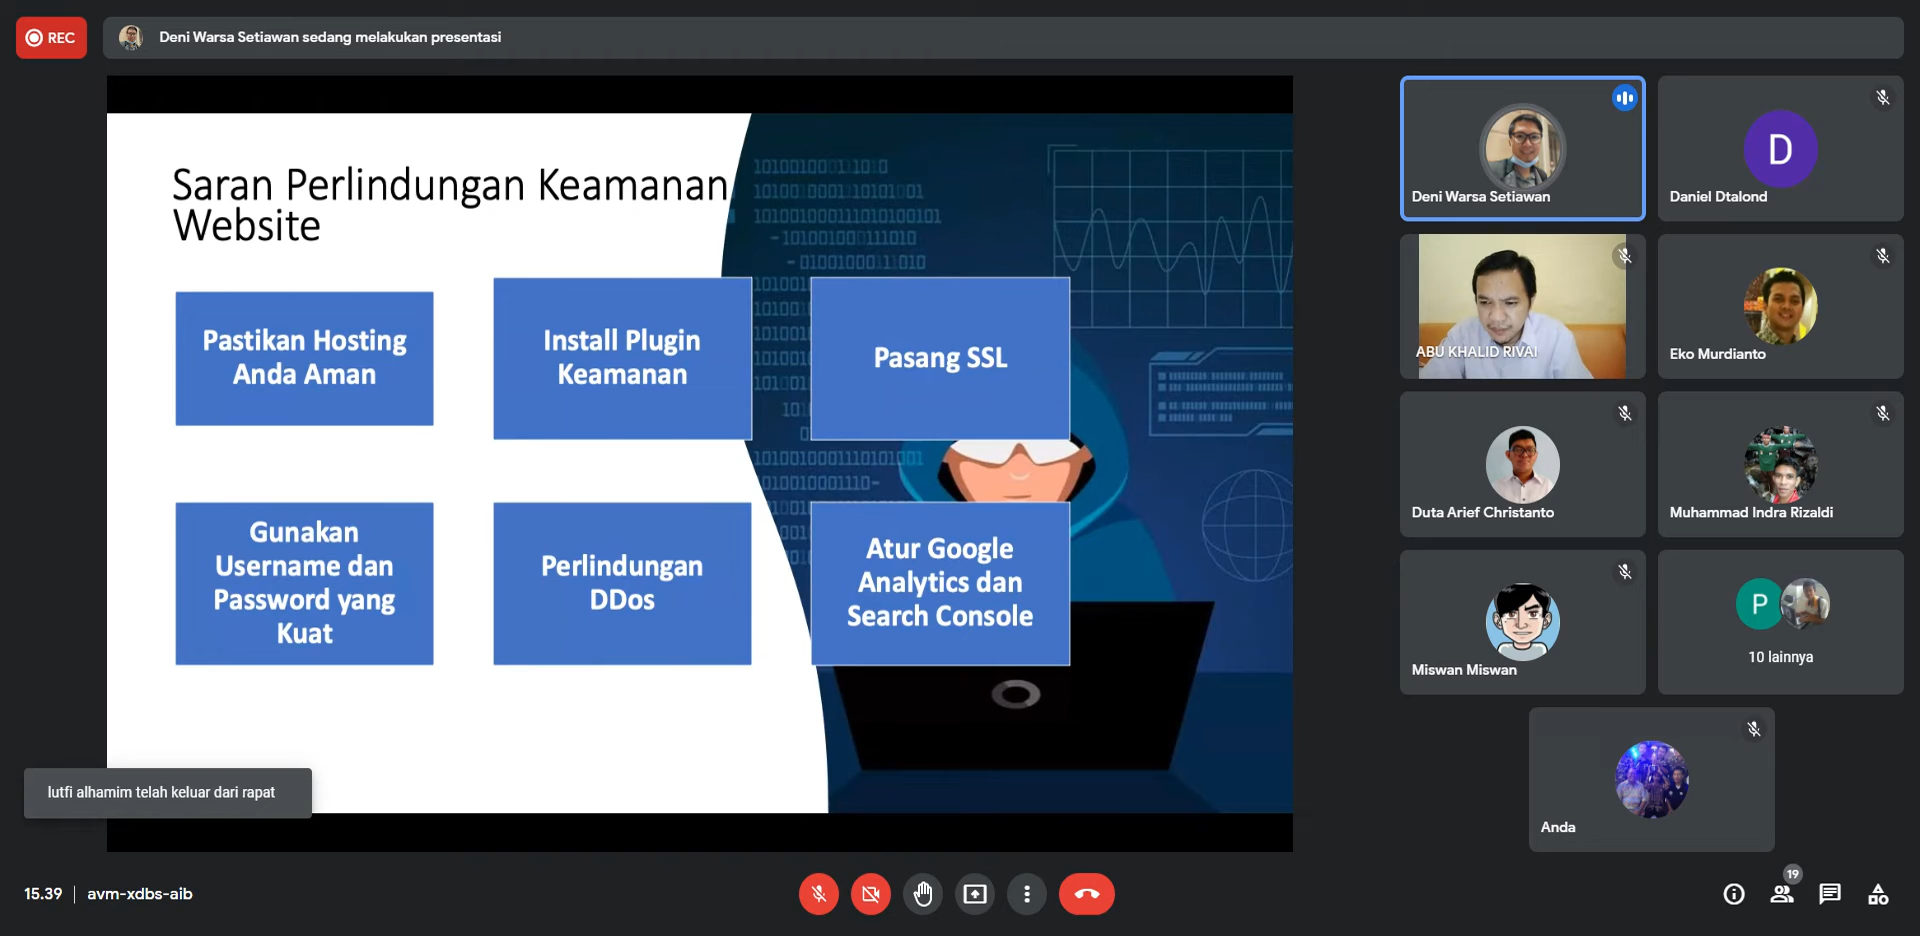 REC
Deni Warsa Setiawan sedang melakukan presentasi
Saran Perlindungan Keamanan
Website
Pastikan Hosting
Anda Aman
Install Plugin
Keamanan
Pasang SSL
Gunakan
Username dan
Password yang
Kuat
Perlindungan
DDos
Atur Google
Analytics dan
Search Console
Deni Warsa Setiawan
D
Daniel Dtalond
ABU KHALID RIVAI
Eko Murdianto
Duta Arief Christanto
Muhammad Indra Rizaldi
Miswan Miswan
P
10 lainnya
Anda
lutfi alhamim telah keluar dari rapat
15.39 | avm-xdbs-aib
19